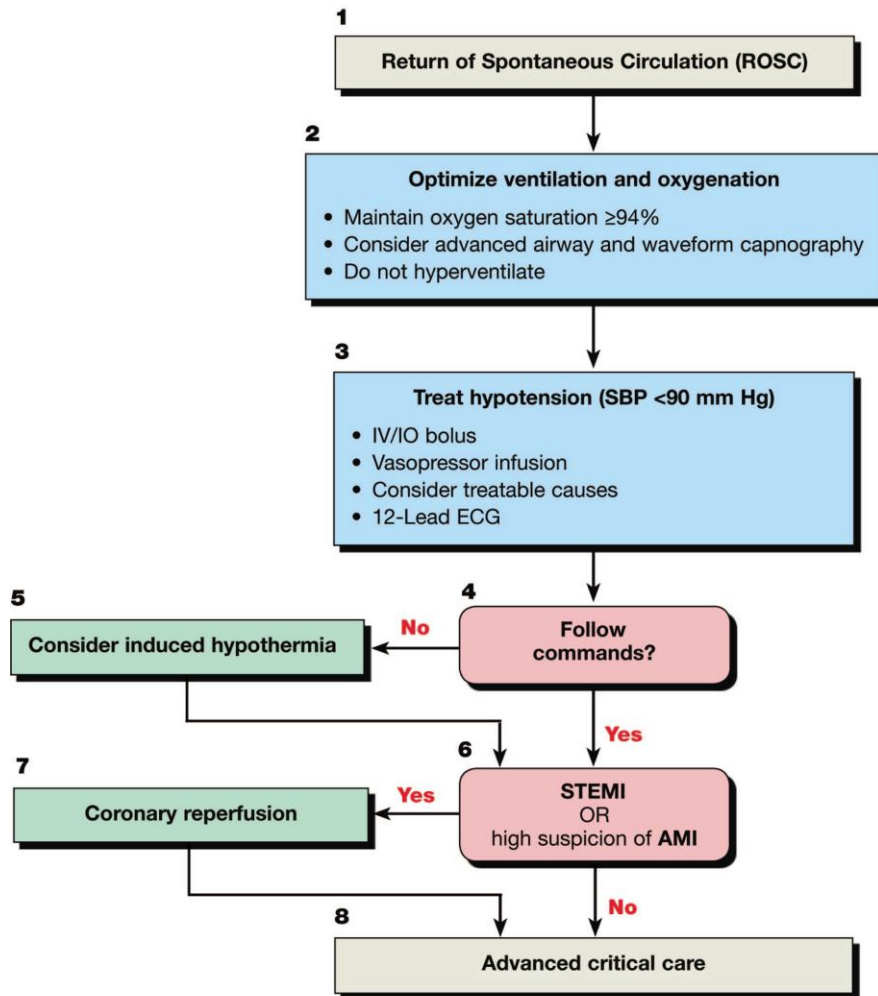 1
Return of Spontaneous Circulation (ROSC)
2
Optimize ventilation and oxygenation
• Maintain oxygen saturation ≥94%
• Consider advanced airway and waveform capnography
• Do not hyperventilate
3
Treat hypotension (SBP <90 mm Hg)
• IV/IO bolus
• Vasopressor infusion
• Consider treatable causes
• 12-Lead ECG
4
Follow
commands?
No
5
Consider induced hypothermia
Yes
6
STEMI
OR
high suspicion of AMI
Yes
7
Coronary reperfusion
No
8
Advanced critical care